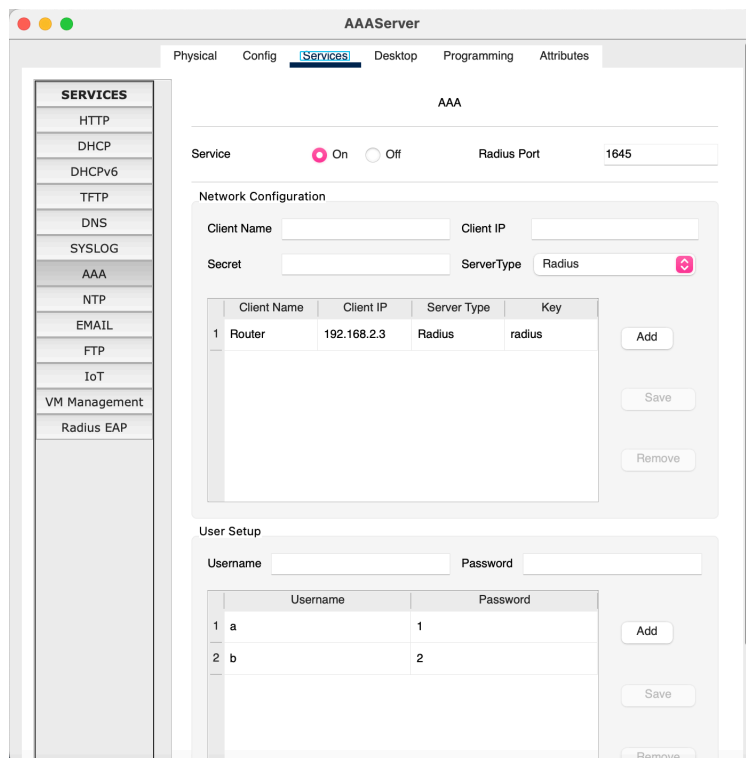 AAAServer
Physical Config Services Desktop Programming Attributes
SERVICES
HTTP
DHCP
DHCPv6
TFTP
DNS
SYSLOG
AAA
NTP
EMAIL
FTP
IoT
VM Management
Radius EAP
AAA
Service On Off Radius Port 1645
Network Configuration
Client Name Client IP
Secret ServerType Radius
Client Name Client IP Server Type Key
1 Router 192.168.2.3 Radius radius
Add
Save
Remove
User Setup
Username Password
Username Password
1 a 1
2 b 2
Add
Save
Remove